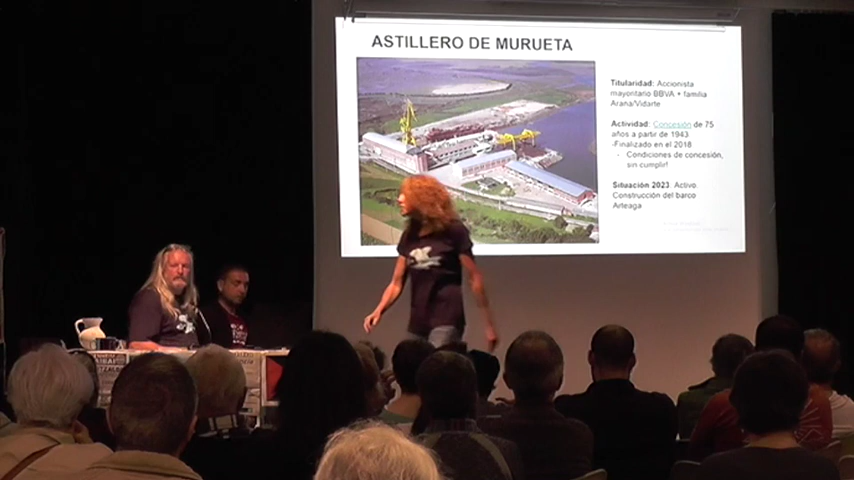 ASTILLERO DE MURUETA
Titularidad: Accionista
mayoritario BBVA + familia
Arana/Vidarte
Actividad: Concesión de 75
años a partir de 1943
-Finalizado en el 2018
- Condiciones de concesión,
sin cumplir!
Situación 2023. Activo.
Construcción del barco
Arteaga